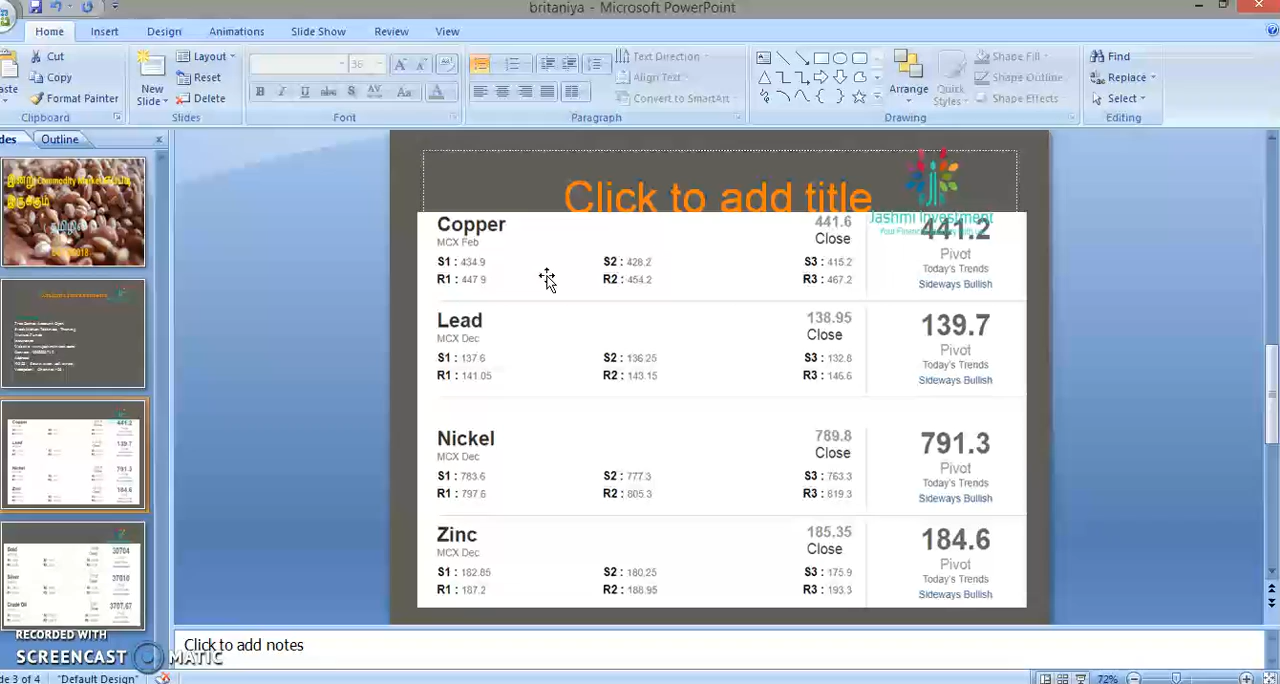 britaniya - Microsoft PowerPoint
Home Insert Design Animations Slide Show Review View
Cut
Copy
Format Painter
Clipboard
New
Slide
Layout
Reset
Delete
Slides
36
B I U abc S AV Aa A
Font
Text Direction
Align Text
Convert to SmartArt
Paragraph
Arrange
Quick
Styles
Shape Fill
Shape Outline
Shape Effects
Drawing
Find
Replace
Select
Editing
Outline
Click to add title
Jashmi Investment
Copper
MCX Feb
441.6
Close
S1 : 434.9 S2 : 428.2 S3 : 415.2
R1 : 447.9 R2 : 454.2 R3 : 467.2
441.2
Pivot
Today's Trends
Sideways Bullish
Lead
MCX Dec
138.95
Close
S1 : 137.6 S2 : 136.25 S3 : 132.8
R1 : 141.05 R2 : 143.15 R3 : 146.6
139.7
Pivot
Today's Trends
Sideways Bullish
Nickel
MCX Dec
789.8
Close
S1 : 783.6 S2 : 777.3 S3 : 763.3
R1 : 797.6 R2 : 805.3 R3 : 819.3
791.3
Pivot
Today's Trends
Sideways Bullish
Zinc
MCX Dec
185.35
Close
S1 : 182.85 S2 : 180.25 S3 : 175.9
R1 : 187.2 R2 : 188.95 R3 : 193.3
184.6
Pivot
Today's Trends
Sideways Bullish
RECORDED WITH
SCREENCAST MATIC
Click to add notes
de 3 of 4 "Default Design" 72%